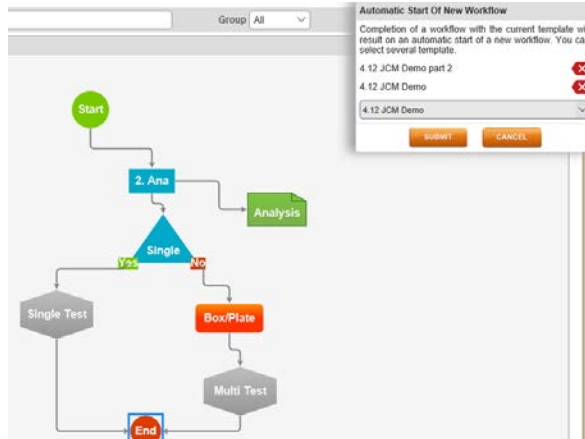 Group All
Automatic Start Of New Workflow
Completion of a workflow with the current template wi
result on an automatic start of a new workflow. You ca
select several template.
4.12 JCM Demo part 2
4.12 JCM Demo
4.12 JCM Demo
SUBMIT CANCEL
Start
2. Ana
Analysis
Single
Yes No
Single Test
Box/Plate
Multi Test
End